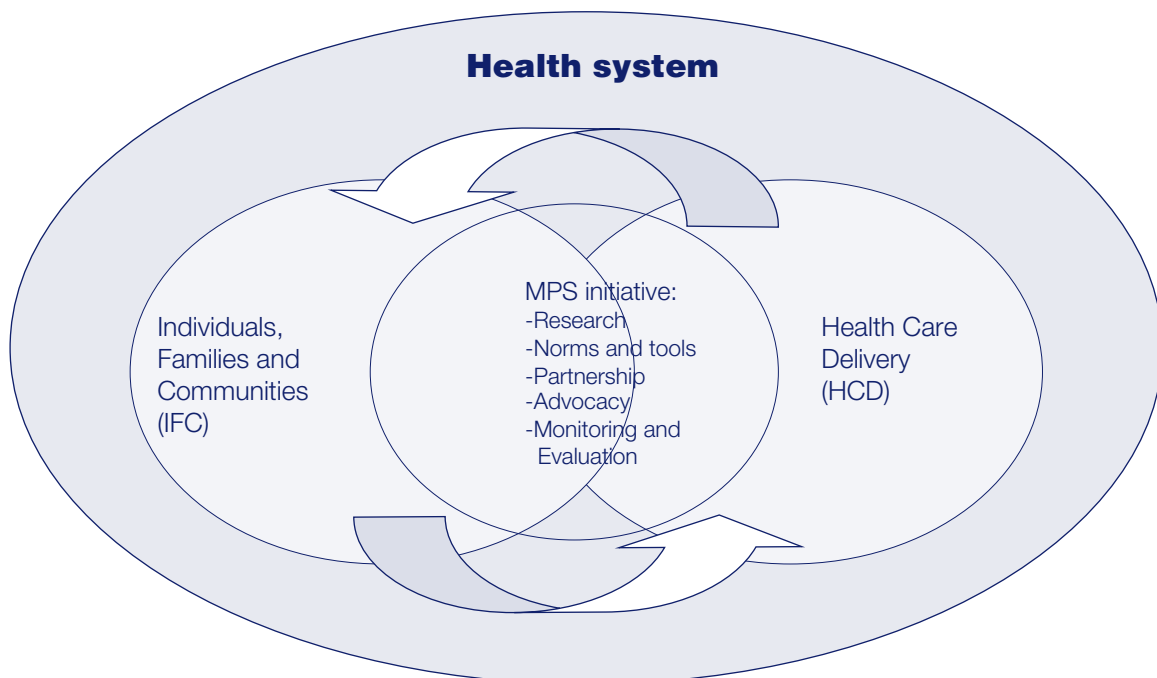 Health system
Individuals,
Families and
Communities
(IFC)
MPS initiative:
-Research
-Norms and tools
-Partnership
-Advocacy
-Monitoring and
Evaluation
Health Care
Delivery
(HCD)